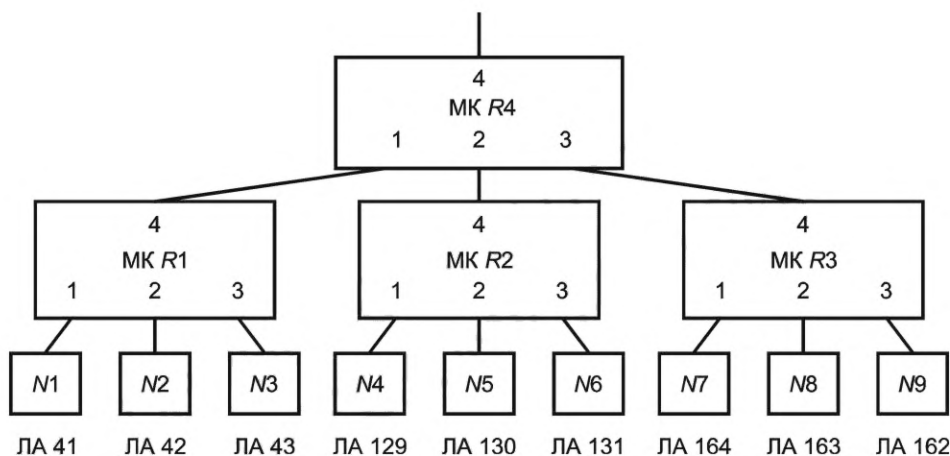 4
МК R4
1 2 3
4 4 4
МК R1 МК R2 МК R3
1 2 3 1 2 3 1 2 3
N1 N2 N3 N4 N5 N6 N7 N8 N9
ЛА 41 ЛА 42 ЛА 43 ЛА 129 ЛА 130 ЛА 131 ЛА 164 ЛА 163 ЛА 162